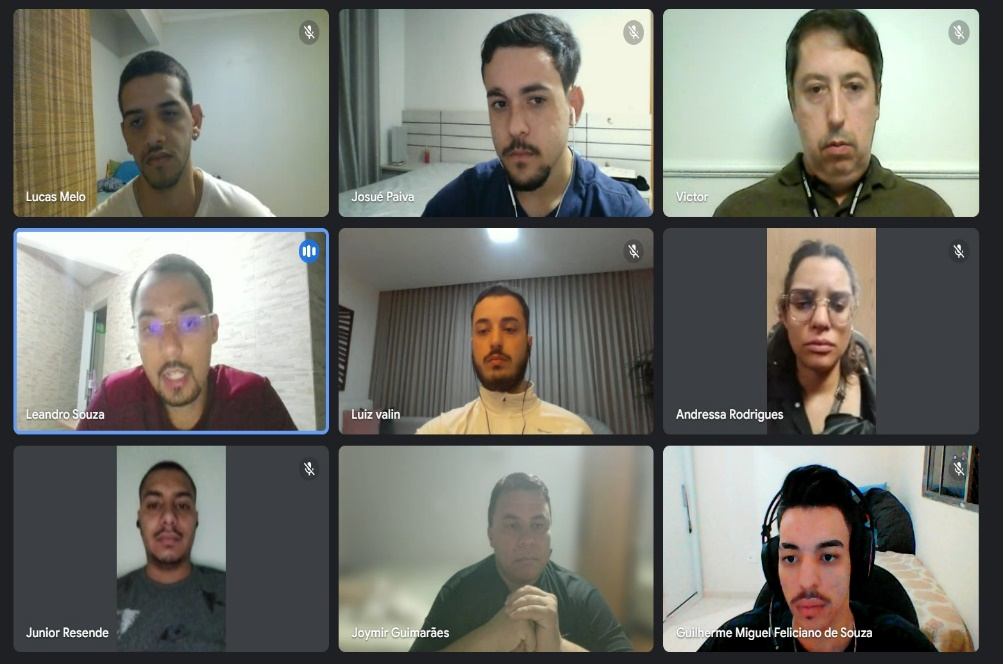 Lucas Melo
Josué Paiva
Victor
Leandro Souza
Luiz valin
Andressa Rodrigues
Junior Resende
Joymir Guimarães
Guilherme Miguel Feliciano de Souza